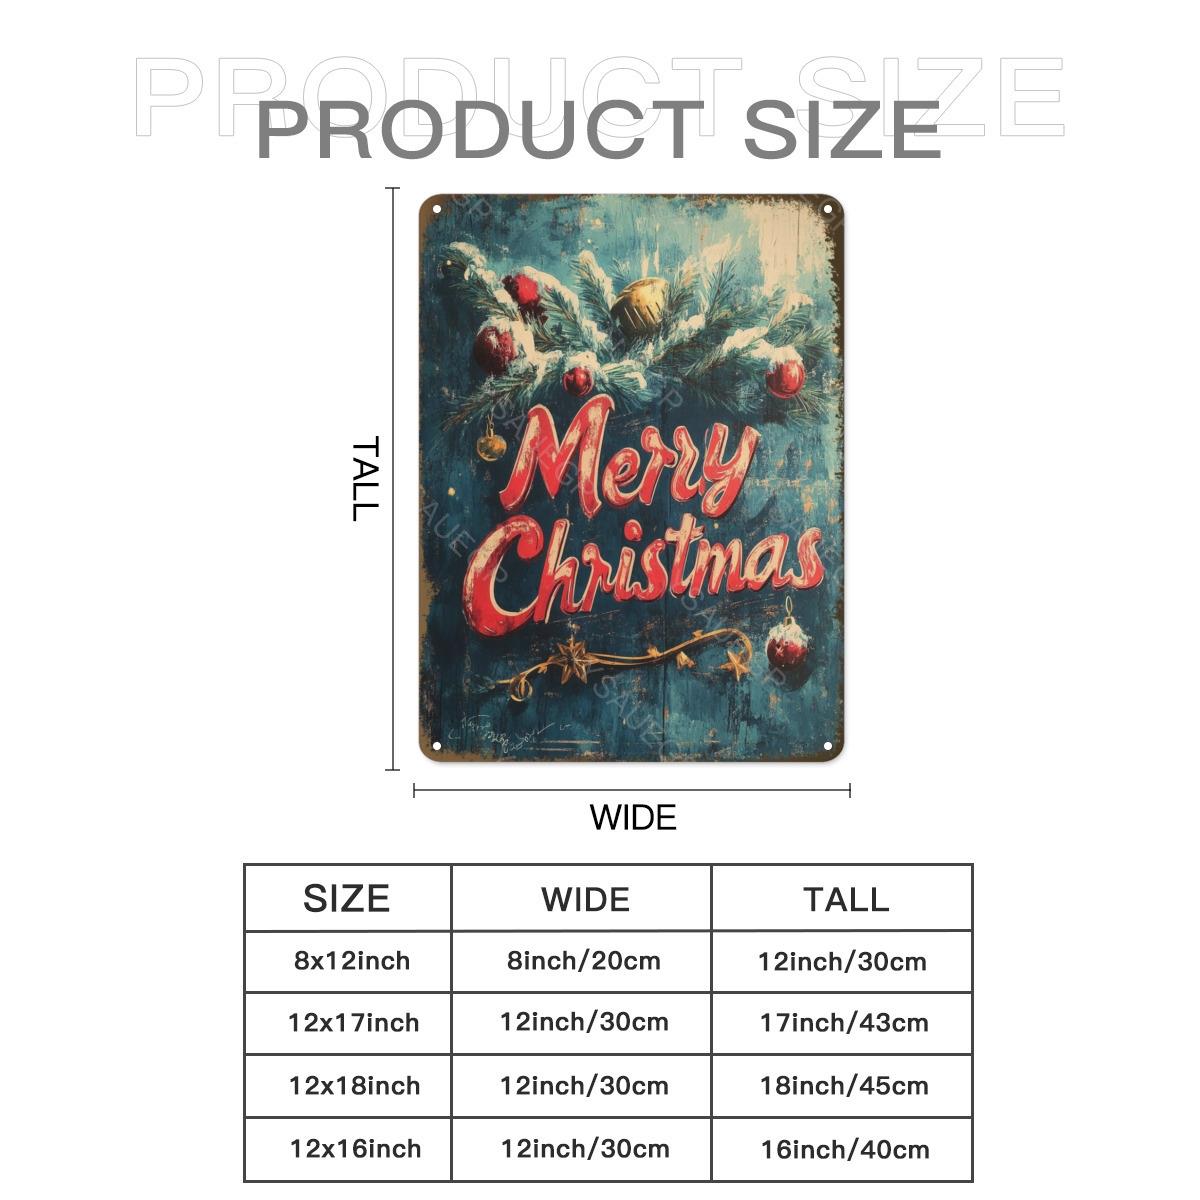 PRODUCT SIZE
PRODUCT SIZE
TALL
Merry
Christmas
WIDE
SIZE WIDE TALL
8x12inch 8inch/20cm 12inch/30cm
12x17inch 12inch/30cm 17inch/43cm
12x18inch 12inch/30cm 18inch/45cm
12x16inch 12inch/30cm 16inch/40cm